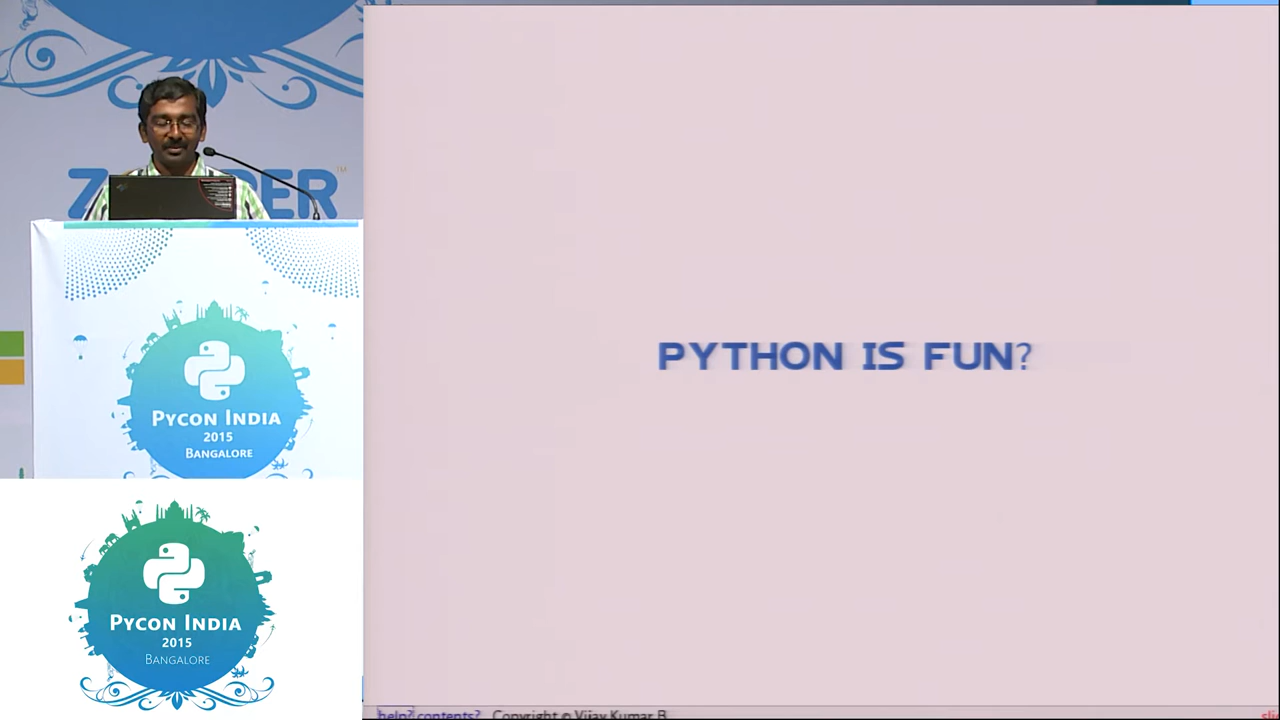 PYCON INDIA
2015
BANGALORE
PYCON INDIA
2015
BANGALORE
PYTHON IS FUN?
help? contents? Copyright © Vijay Kumar B